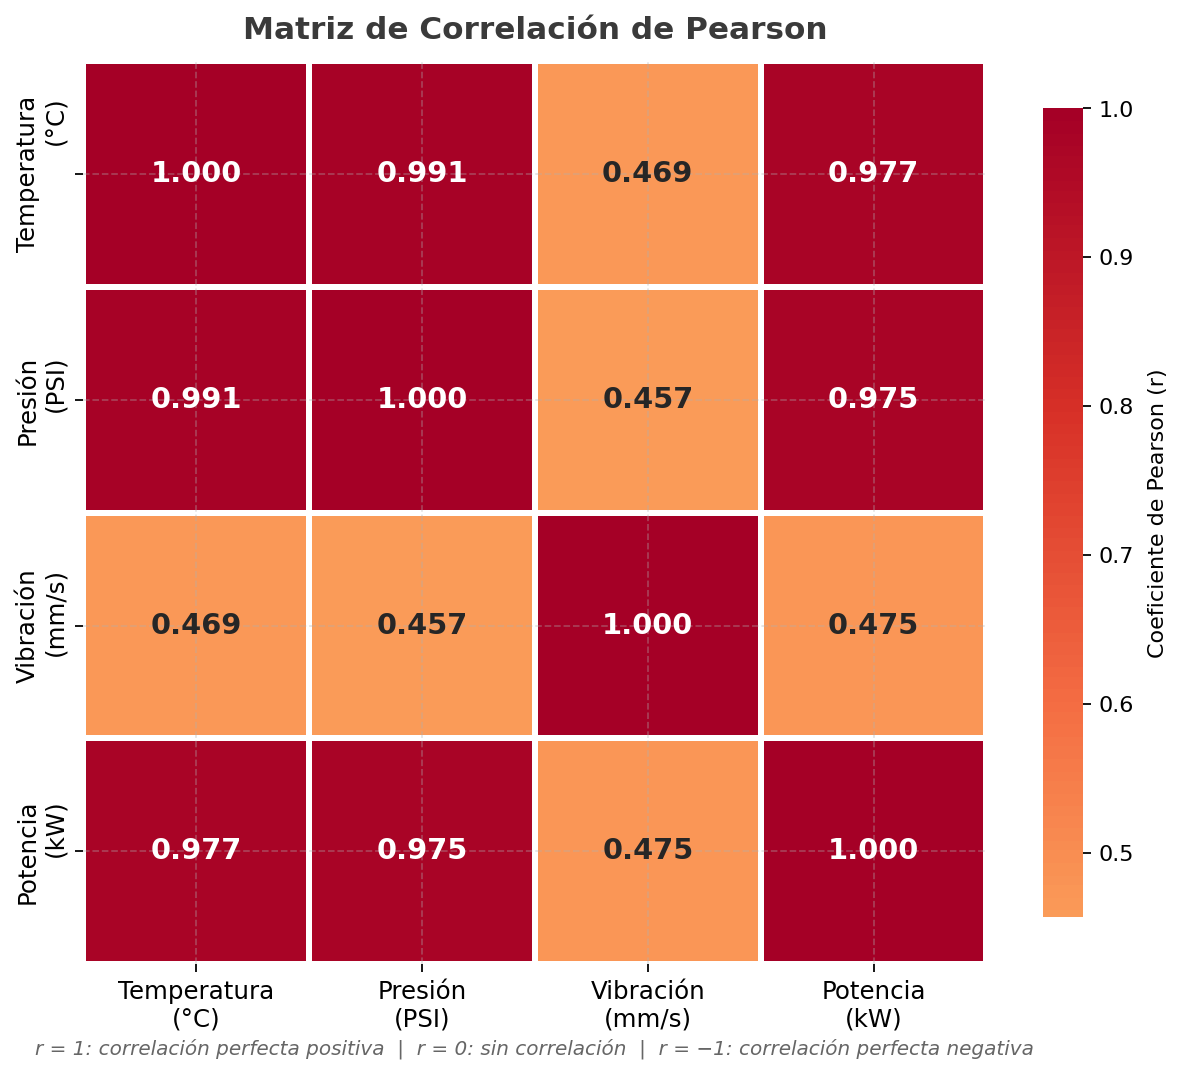 Matriz de Correlación de Pearson
Temperatura
(°C)
1.000
0.991
0.469
0.977
Presión
(PSI)
0.991
1.000
0.457
0.975
Vibración
(mm/s)
0.469
0.457
1.000
0.475
Potencia
(kW)
0.977
0.975
0.475
1.000
Temperatura
(°C)
Presión
(PSI)
Vibración
(mm/s)
Potencia
(kW)
1.0
0.9
0.8
0.7
0.6
0.5
Coeficiente de Pearson (r)
r = 1: correlación perfecta positiva | r = 0: sin correlación | r = −1: correlación perfecta negativa